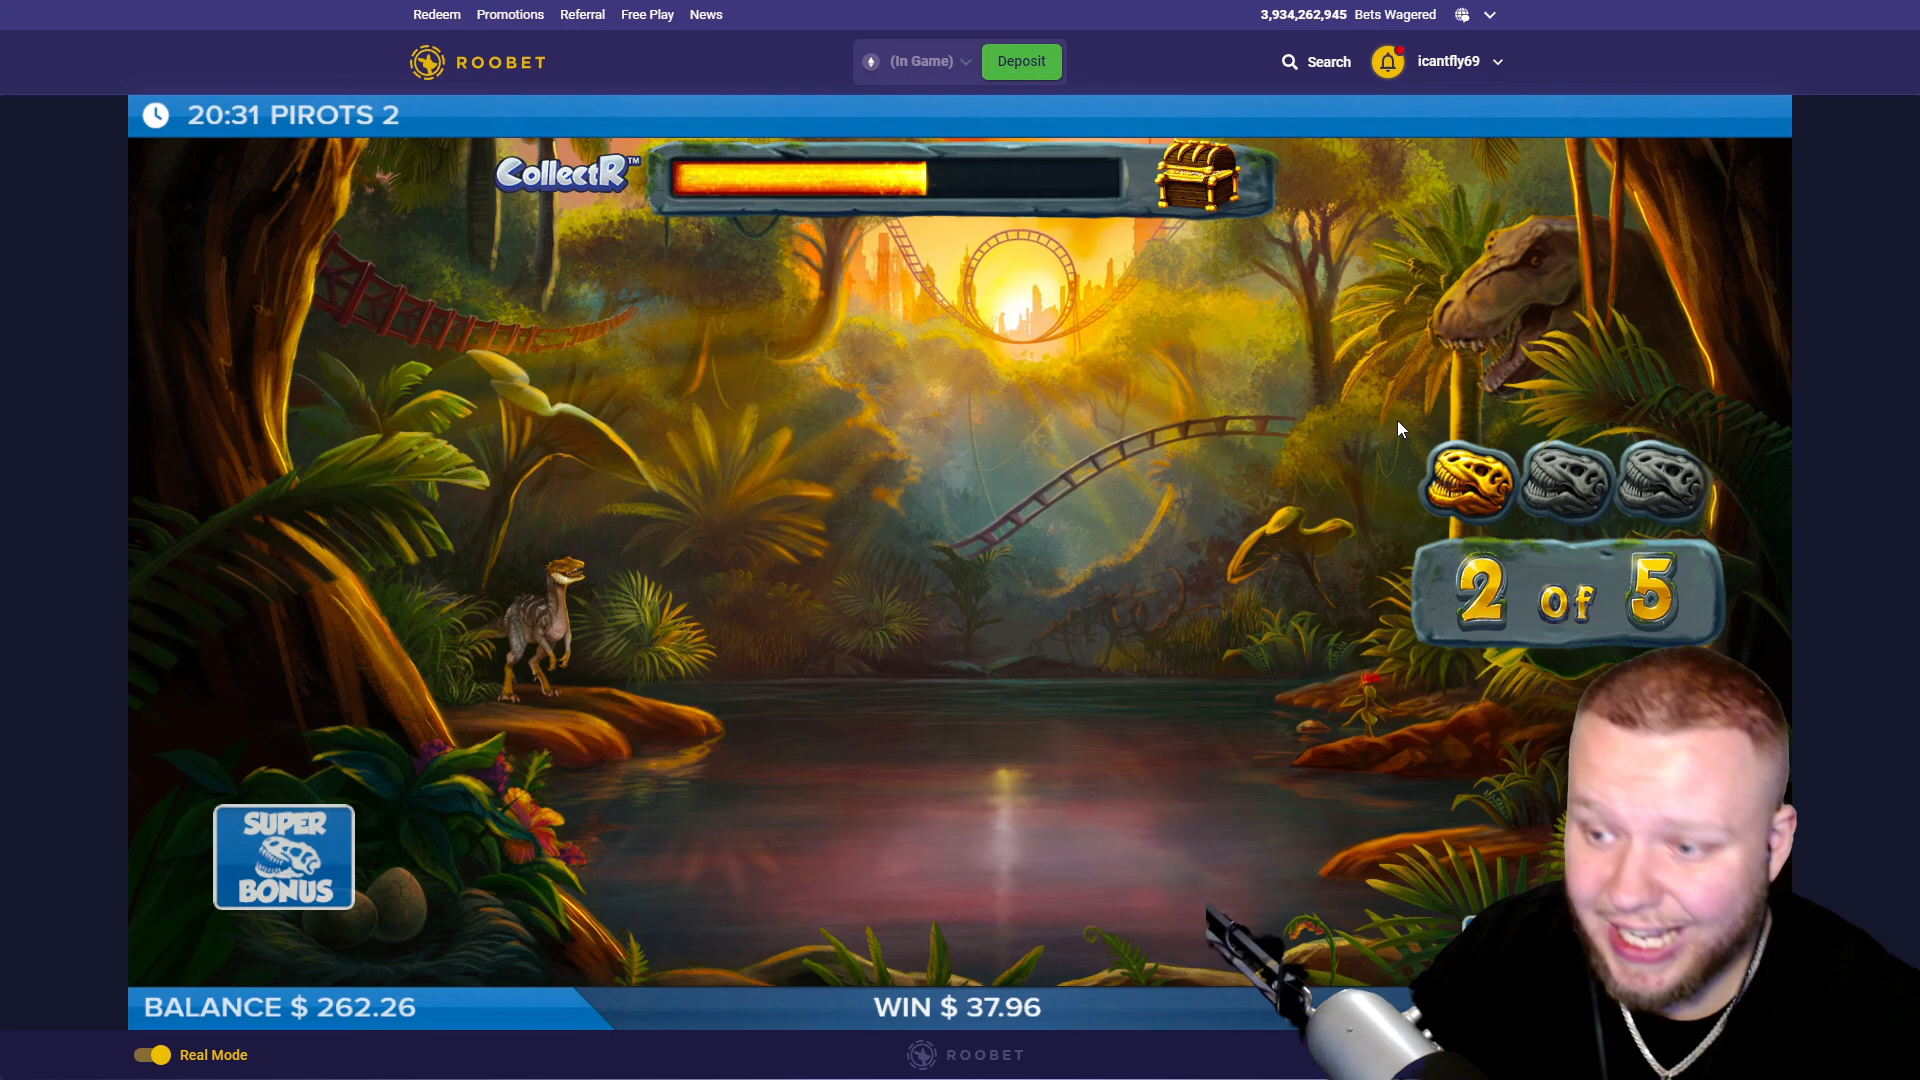 Redeem Promotions Referral Free Play News
3,934,262,945 Bets Wagered
ROOBET
(In Game)
Deposit
Search
icantfly69
20:31 PIROTS 2
CollectR™
2 of 5
SUPER
BONUS
BALANCE $ 262.26
WIN $ 37.96
Real Mode
ROOBET